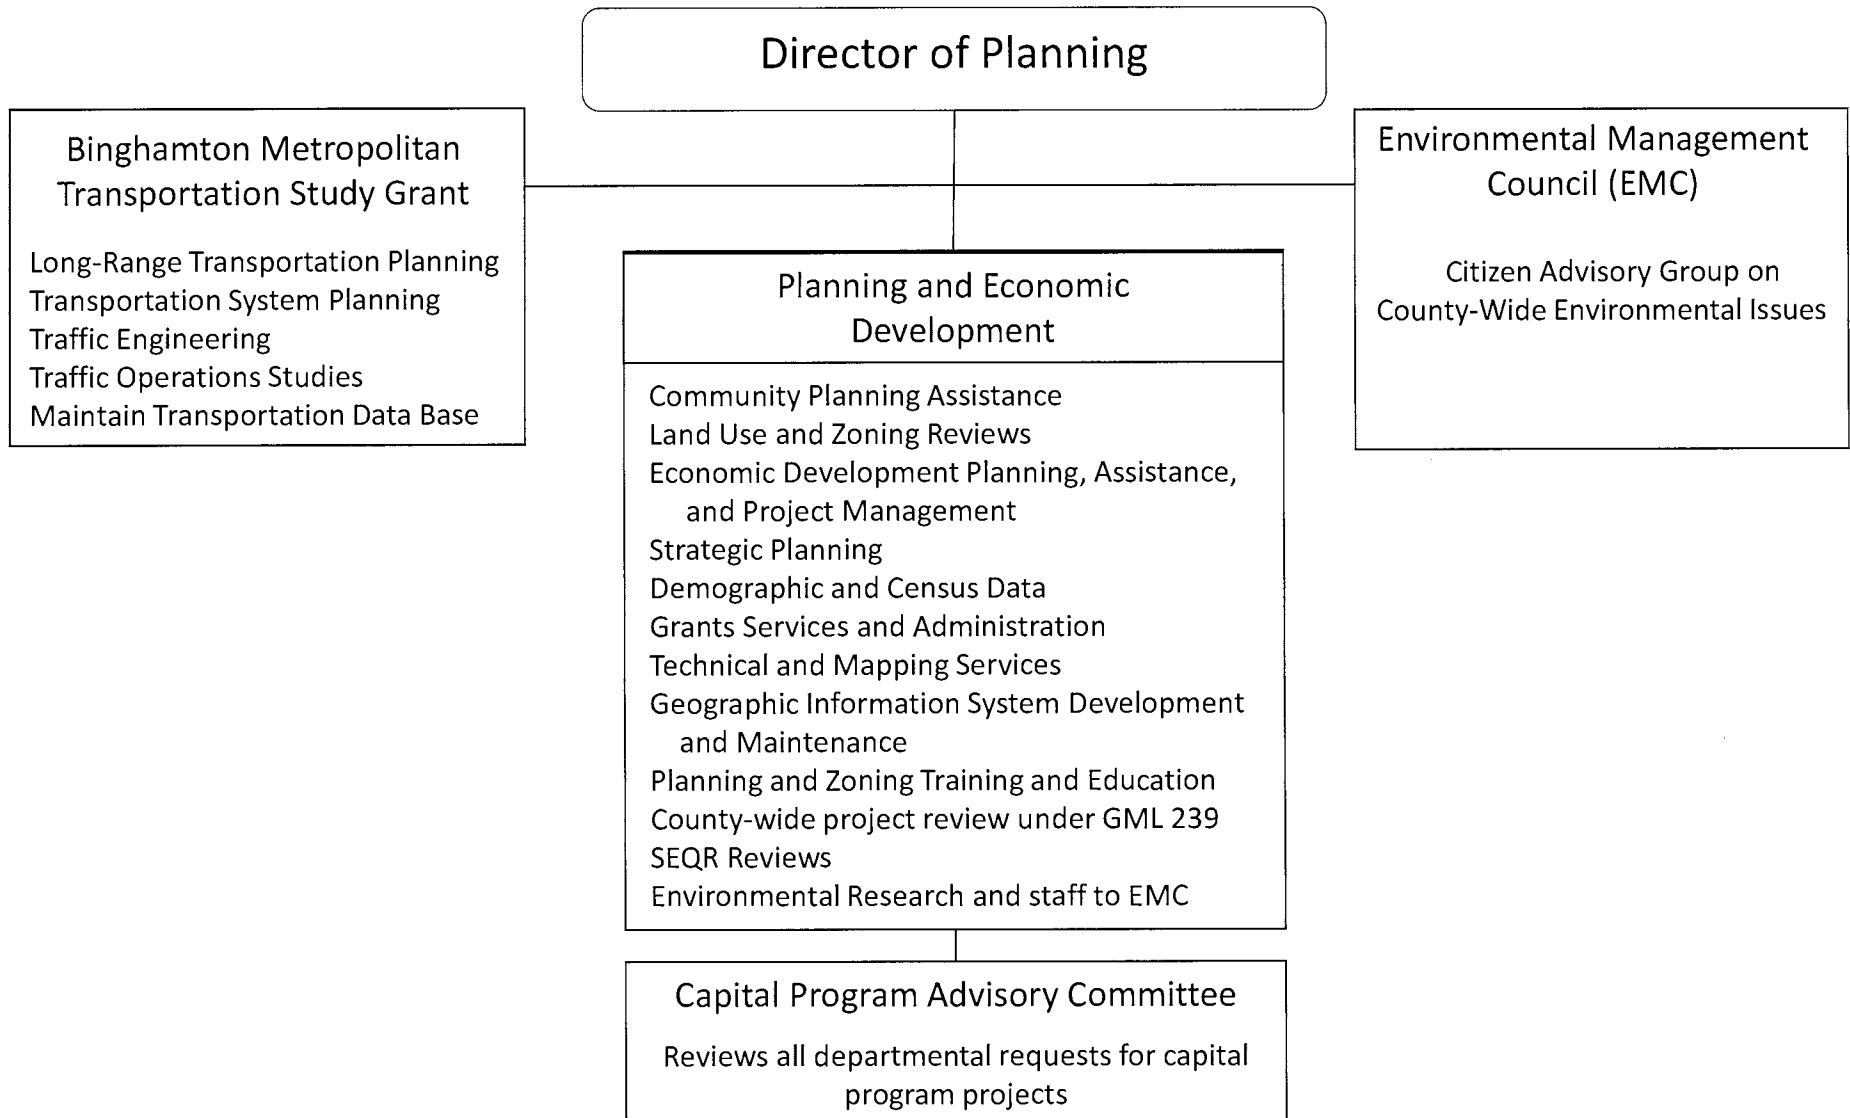 Director of Planning
Binghamton Metropolitan
Transportation Study Grant
Long-Range Transportation Planning
Transportation System Planning
Traffic Engineering
Traffic Operations Studies
Maintain Transportation Data Base
Environmental Management
Council (EMC)
Citizen Advisory Group on
County-Wide Environmental Issues
Planning and Economic
Development
Community Planning Assistance
Land Use and Zoning Reviews
Economic Development Planning, Assistance,
and Project Management
Strategic Planning
Demographic and Census Data
Grants Services and Administration
Technical and Mapping Services
Geographic Information System Development
and Maintenance
Planning and Zoning Training and Education
County-wide project review under GML 239
SEQR Reviews
Environmental Research and staff to EMC
Capital Program Advisory Committee
Reviews all departmental requests for capital
program projects